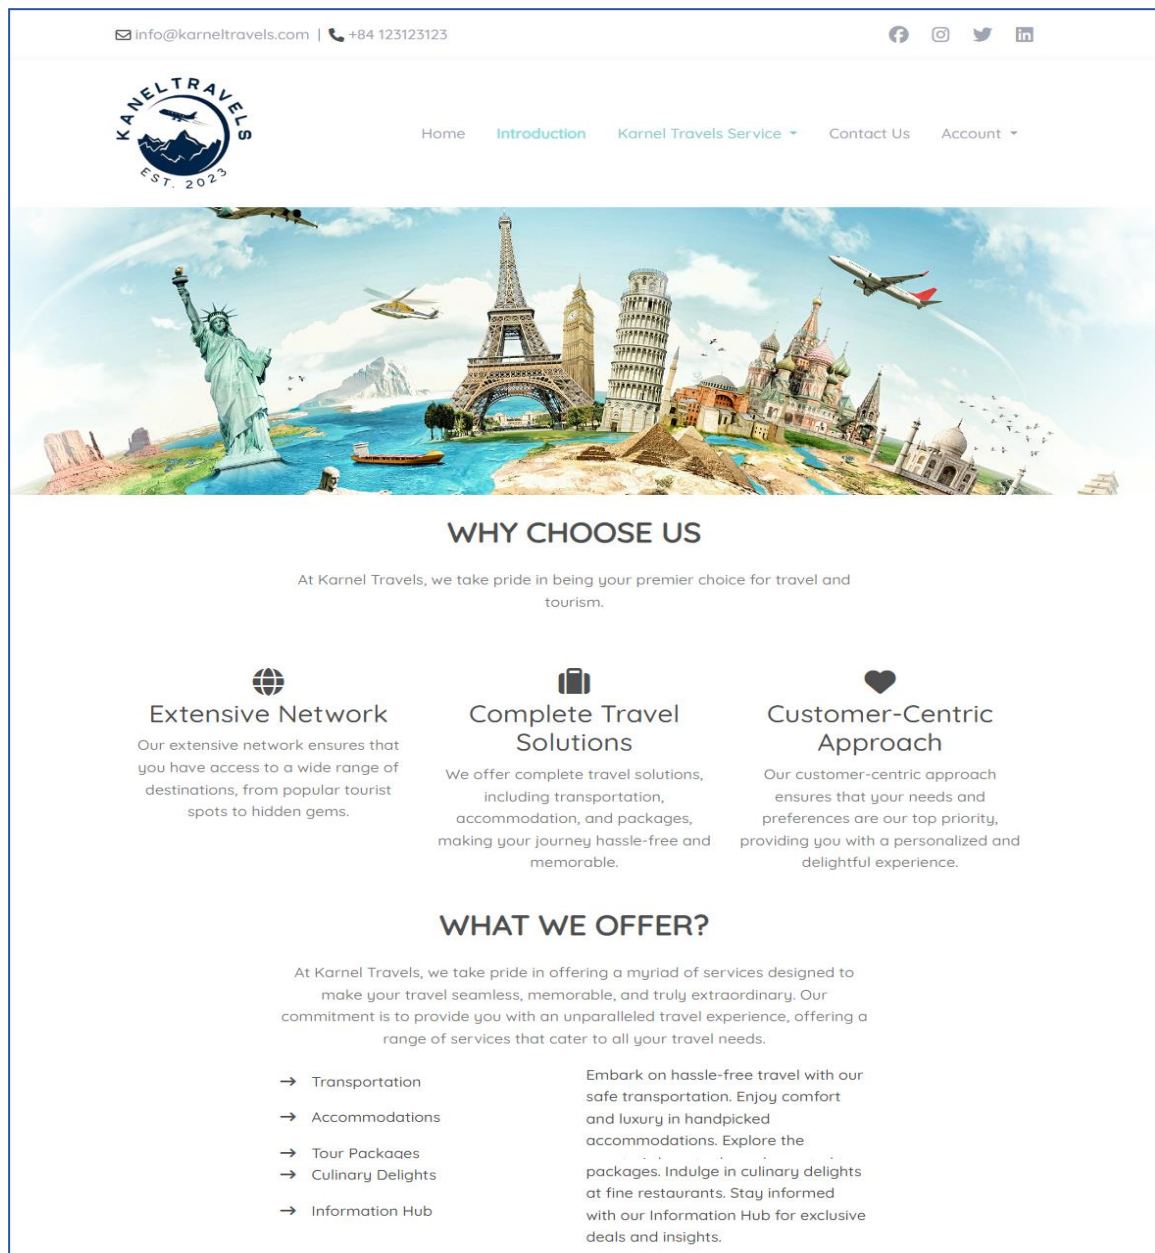 info@karneltravels.com | +84 123123123
KANELTRAVELS
EST. 2023
Home Introduction Karnel Travels Service Contact Us Account
WHY CHOOSE US
At Karnel Travels, we take pride in being your premier choice for travel and
tourism.
Extensive Network
Our extensive network ensures that
you have access to a wide range of
destinations, from popular tourist
spots to hidden gems.
Complete Travel
Solutions
We offer complete travel solutions,
including transportation,
accommodation, and packages,
making your journey hassle-free and
memorable.
Customer-Centric
Approach
Our customer-centric approach
ensures that your needs and
preferences are our top priority,
providing you with a personalized and
delightful experience.
WHAT WE OFFER?
At Karnel Travels, we take pride in offering a myriad of services designed to
make your travel seamless, memorable, and truly extraordinary. Our
commitment is to provide you with an unparalleled travel experience, offering a
range of services that cater to all your travel needs.
→ Transportation
→ Accommodations
→ Tour Packages
→ Culinary Delights
→ Information Hub
Embark on hassle-free travel with our
safe transportation. Enjoy comfort
and luxury in handpicked
accommodations. Explore the
packages. Indulge in culinary delights
at fine restaurants. Stay informed
with our Information Hub for exclusive
deals and insights.